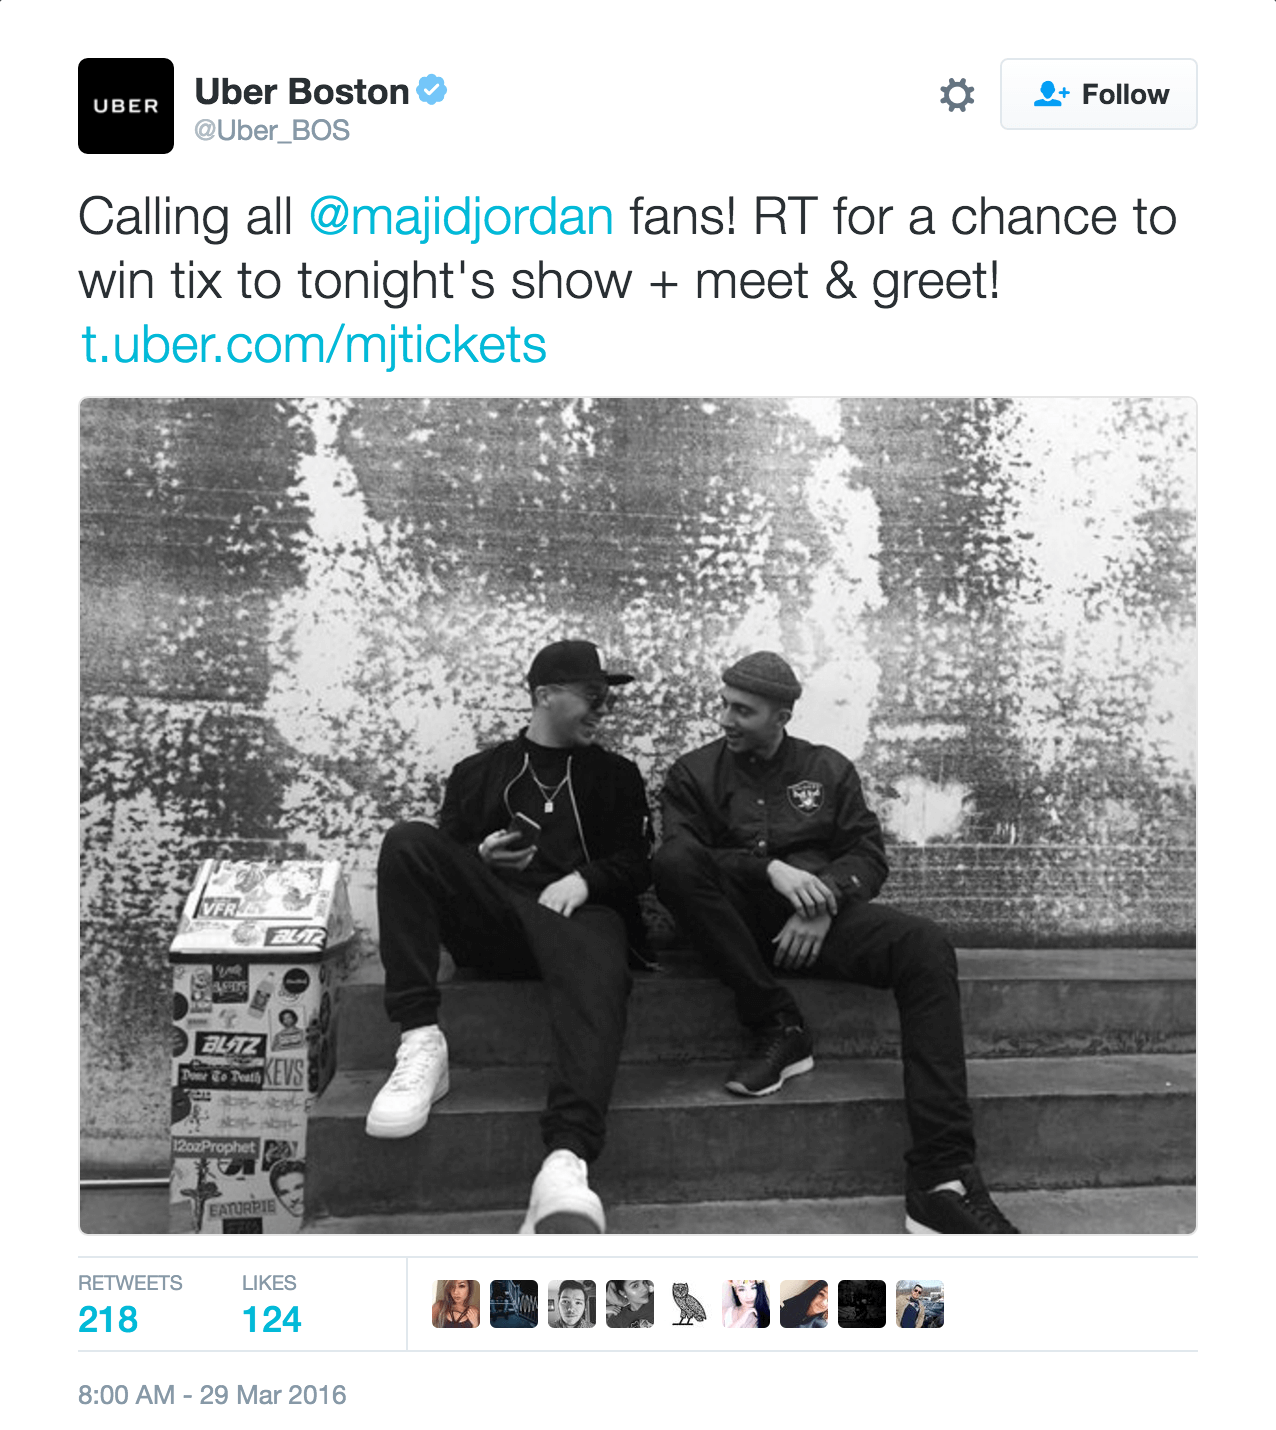 UBER
Uber Boston
@Uber_BOS
Follow
Calling all @majidjordan fans! RT for a chance to
win tix to tonight's show + meet & greet!
t.uber.com/mjtickets
VFR
BLITZ
BLITZ
Done To Death
KEVS
12ozProphet
EATURPIE
RETWEETS
LIKES
218
124
8:00 AM - 29 Mar 2016